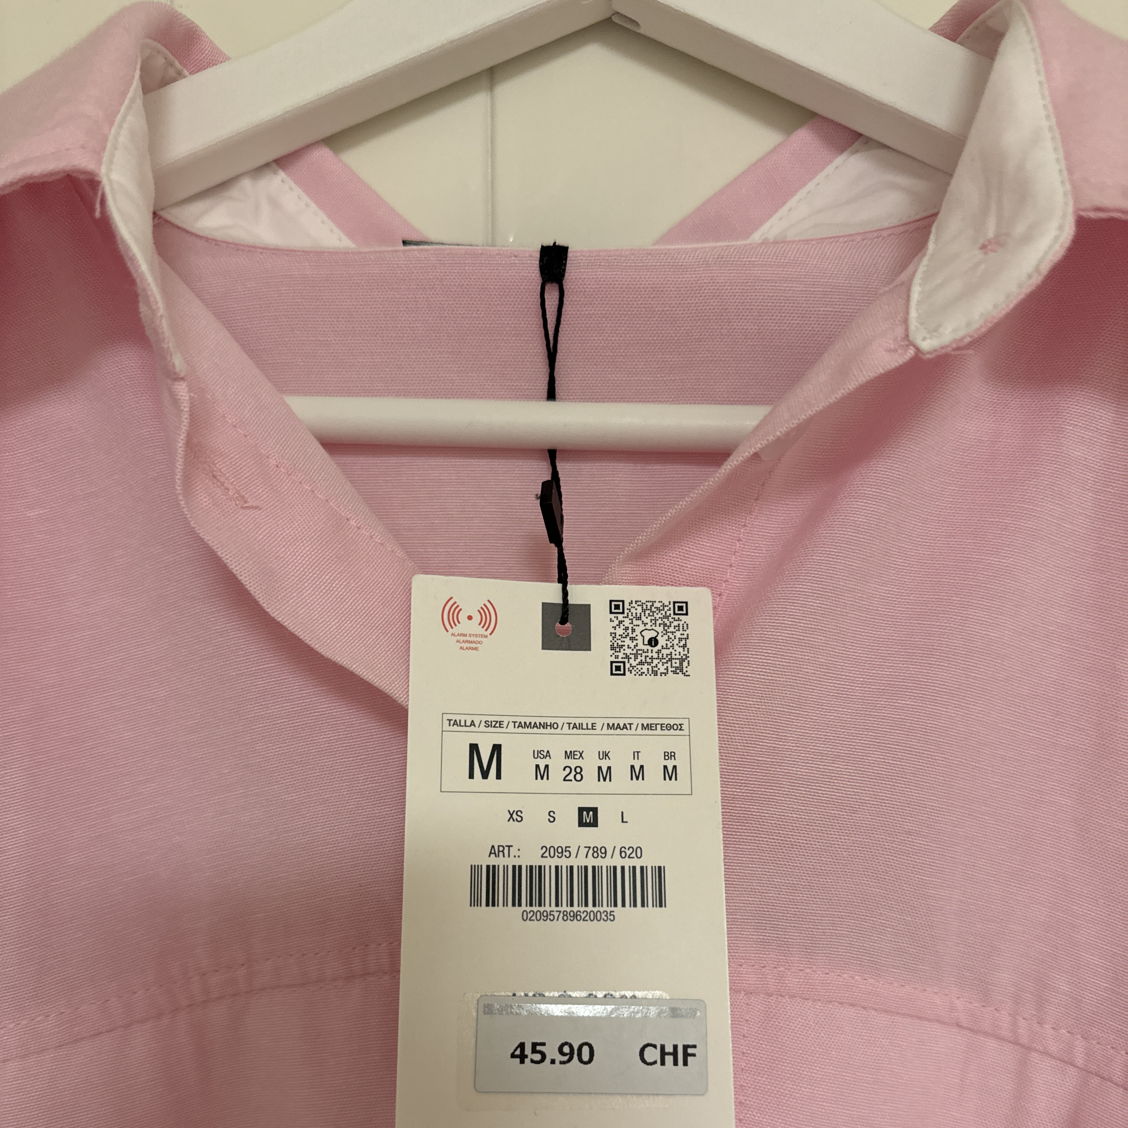 ALARM SYSTEM
ALARMADO
ALARME
TALLA / SIZE / TAMANHO / TAILLE / MAAT / ΜΕΓΕΘΟΣ
M
USA MEX UK IT BR
M 28 M M M
XS S M L
ART.: 2095 / 789 / 620
02095789620035
45.90 CHF